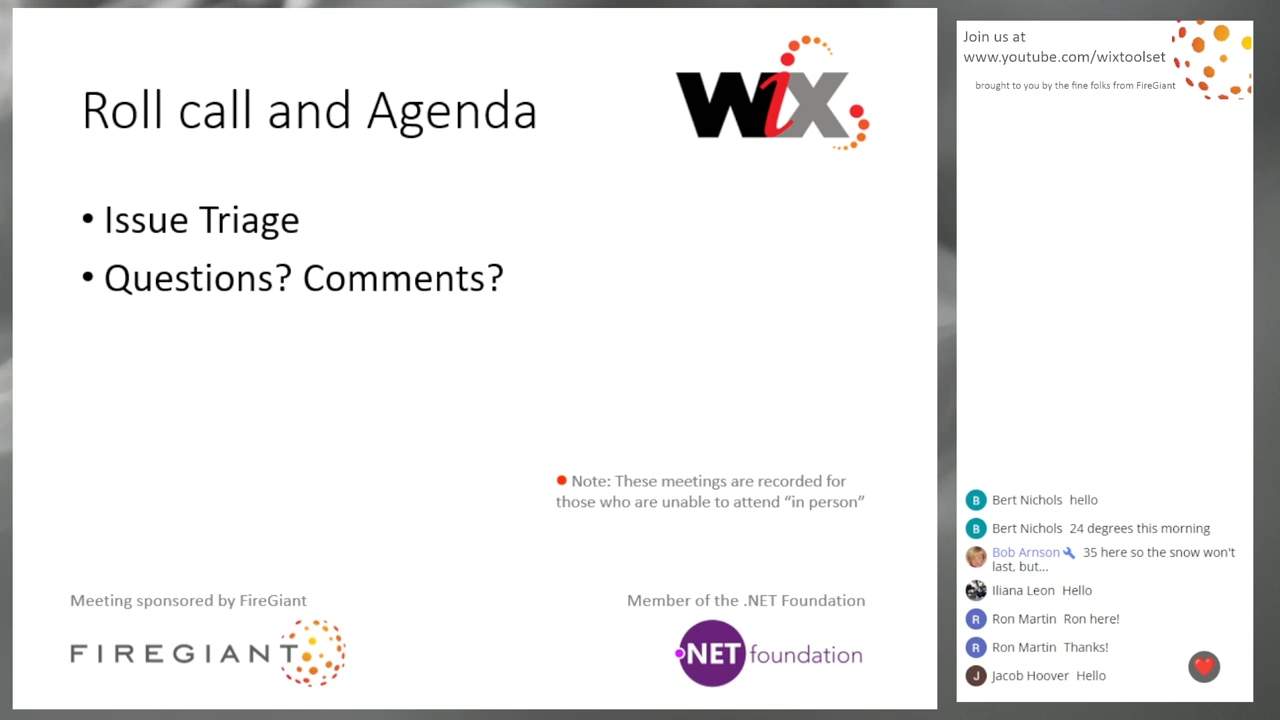 Roll call and Agenda
WiX
• Issue Triage
• Questions? Comments?
Note: These meetings are recorded for
those who are unable to attend “in person”
Meeting sponsored by FireGiant
FIREGIANT
Member of the .NET Foundation
.NET foundation
Join us at
www.youtube.com/wixtoolset
brought to you by the fine folks from FireGiant
B Bert Nichols hello
B Bert Nichols 24 degrees this morning
Bob Arnson 35 here so the snow won't
last, but...
Iliana Leon Hello
R Ron Martin Ron here!
R Ron Martin Thanks!
J Jacob Hoover Hello